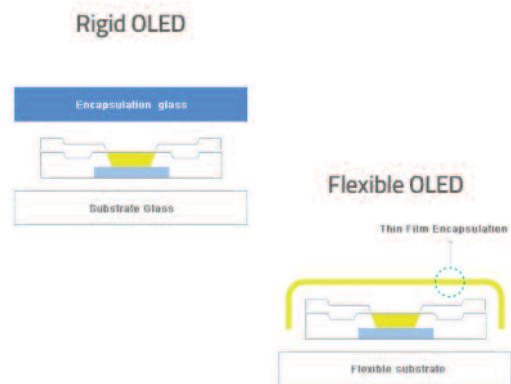 Rigid OLED
Encapsulation glass
Substrate Glass
Flexible OLED
Thin Film Encapsulation
Flexible substrate